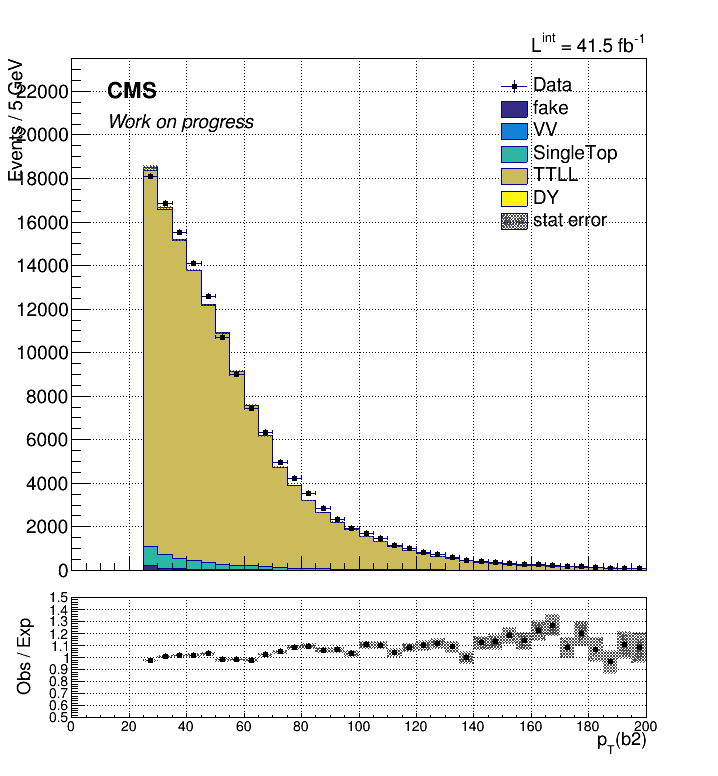 L^int = 41.5 fb^-1
Events / 5 GeV
CMS
Work on progress
Data
fake
VV
SingleTop
TTLL
DY
stat error
22000
20000
18000
16000
14000
12000
10000
8000
6000
4000
2000
0
Obs / Exp
1.5
1.4
1.3
1.2
1.1
1
0.9
0.8
0.7
0.6
0.5
0 20 40 60 80 100 120 140 160 180 200
p_T(b2)